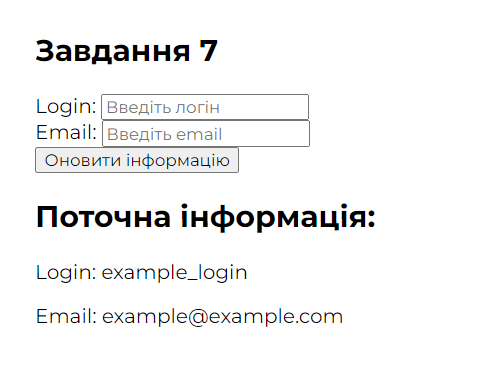 Завдання 7
Login: Введіть логін
Email: Введіть email
Оновити інформацію
Поточна інформація:
Login: example_login
Email: example@example.com